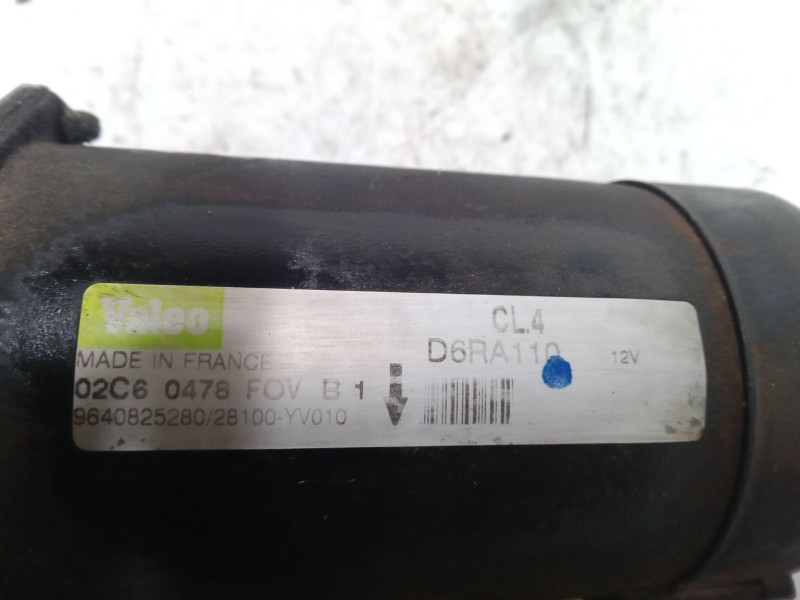 Valeo
CL.4
MADE IN FRANCE
D6RA110
12V
02C6 0478 FOV B 1
9640825280/28100-YV010